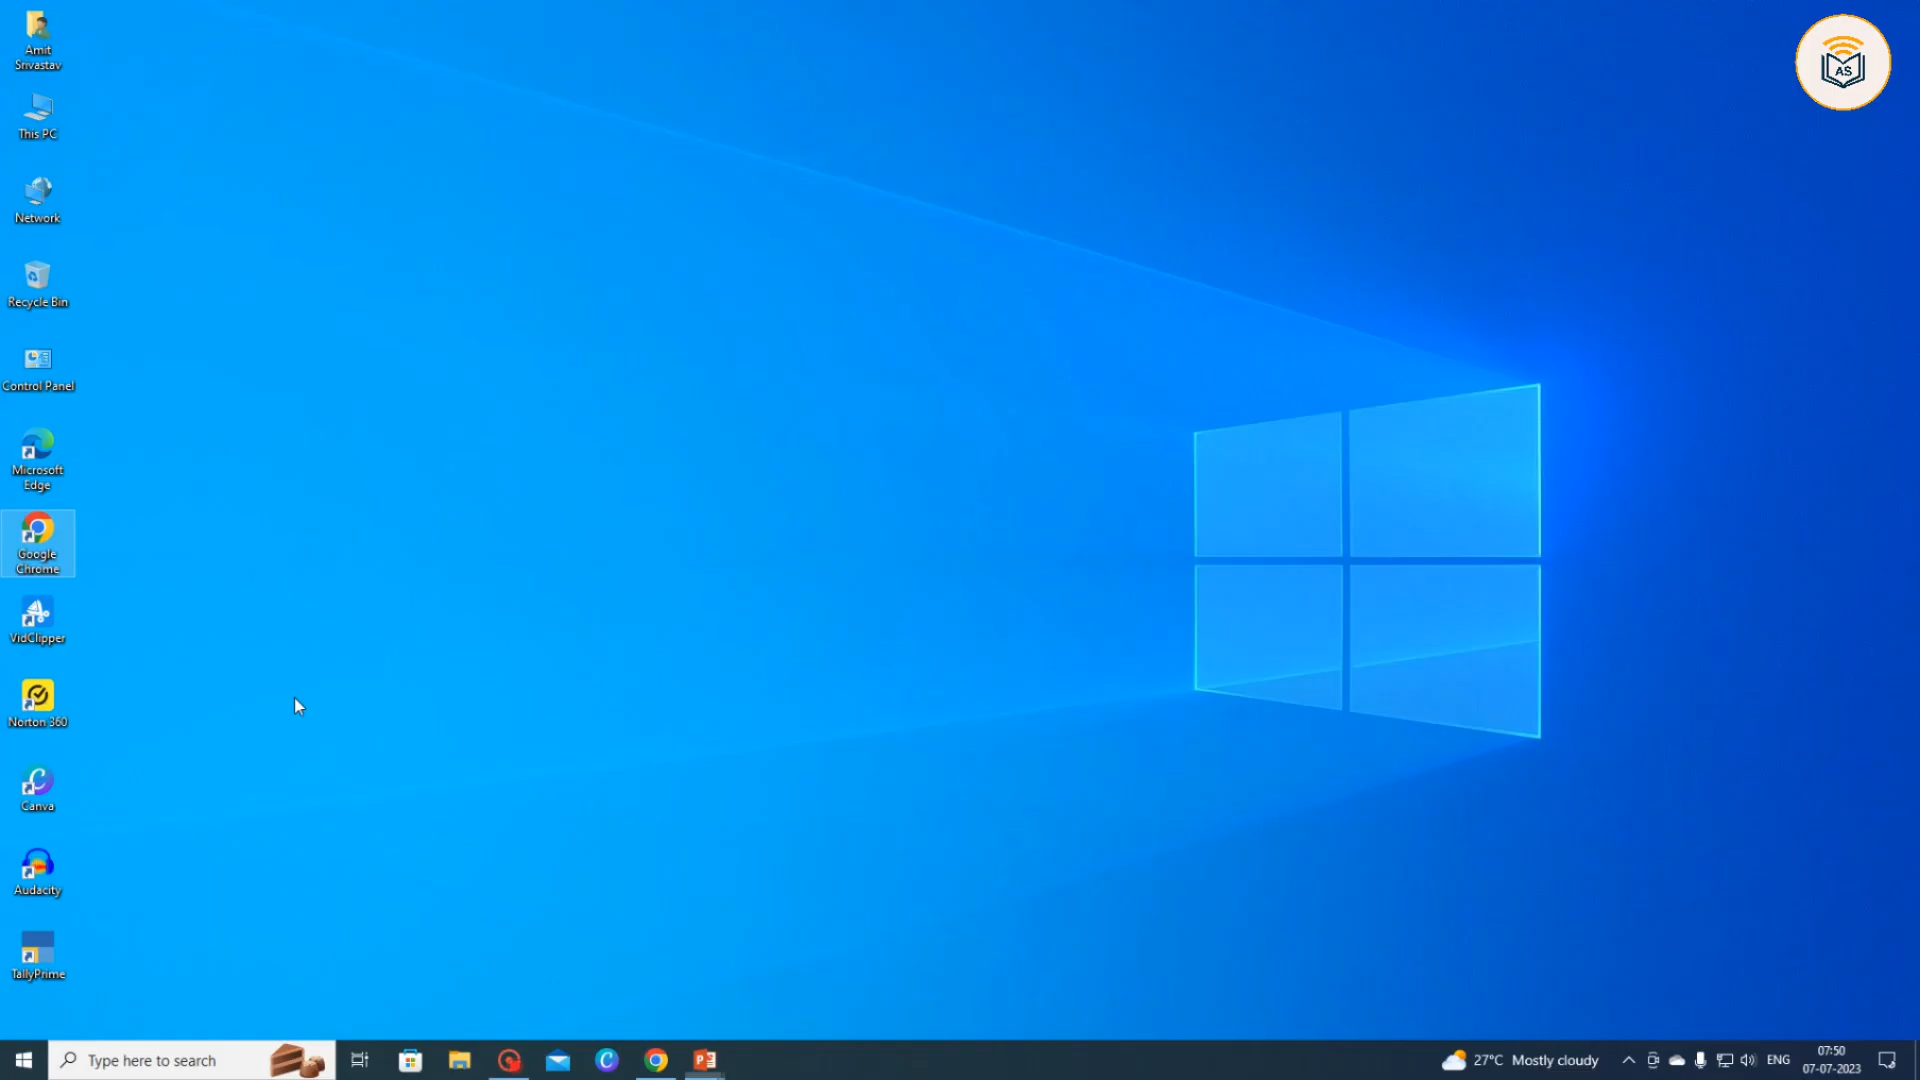 Amit
Srivastav
This PC
Network
Recycle Bin
Control Panel
Microsoft
Edge
Google
Chrome
VidClipper
Norton 360
Canva
Audacity
TallyPrime
AS
Type here to search
27°C Mostly cloudy
ENG
07:50
07-07-2023